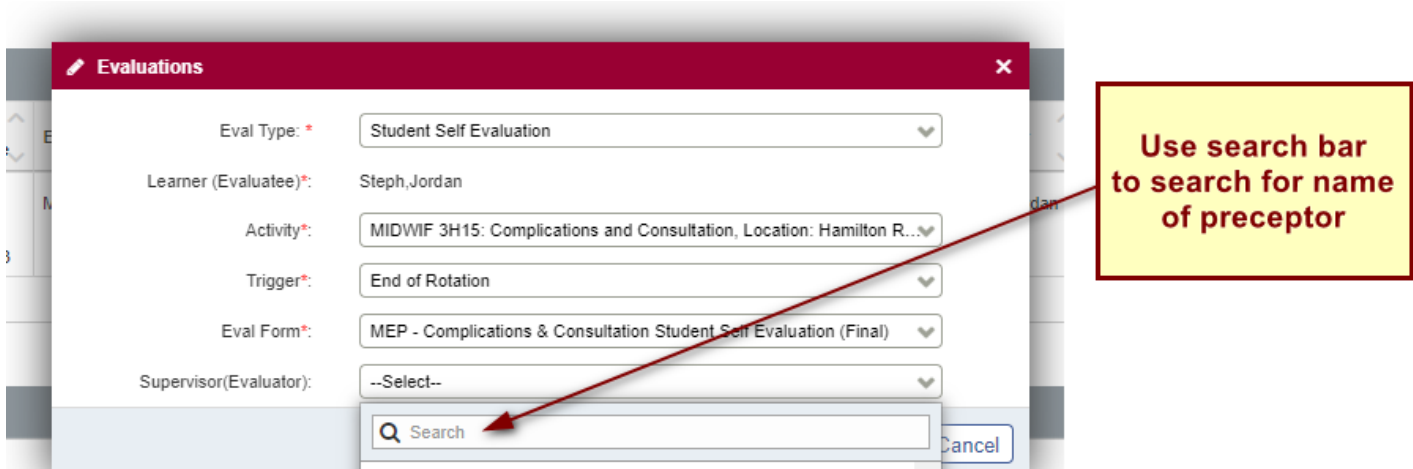 Evaluations
Eval Type: * Student Self Evaluation
Learner (Evaluatee)*: Steph,Jordan
Activity*: MIDWIF 3H15: Complications and Consultation, Location: Hamilton R...
Trigger*: End of Rotation
Eval Form*: MEP - Complications & Consultation Student Self Evaluation (Final)
Supervisor(Evaluator): --Select--
Search
Cancel
Use search bar
to search for name
of preceptor
dan